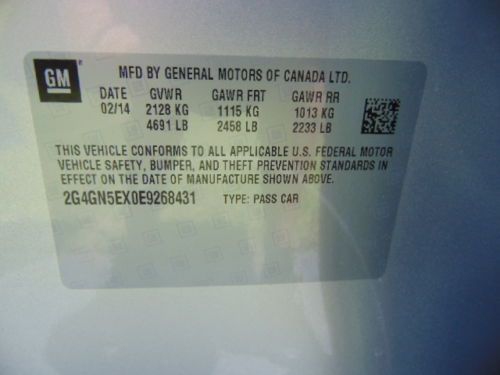 GM
MFD BY GENERAL MOTORS OF CANADA LTD.
DATE GVWR GAWR FRT GAWR RR
02/14 2128 KG 1115 KG 1013 KG
4691 LB 2458 LB 2233 LB
THIS VEHICLE CONFORMS TO ALL APPLICABLE U.S. FEDERAL MOTOR
VEHICLE SAFETY, BUMPER, AND THEFT PREVENTION STANDARDS IN
EFFECT ON THE DATE OF MANUFACTURE SHOWN ABOVE.
2G4GN5EX0E9268431 TYPE: PASS CAR